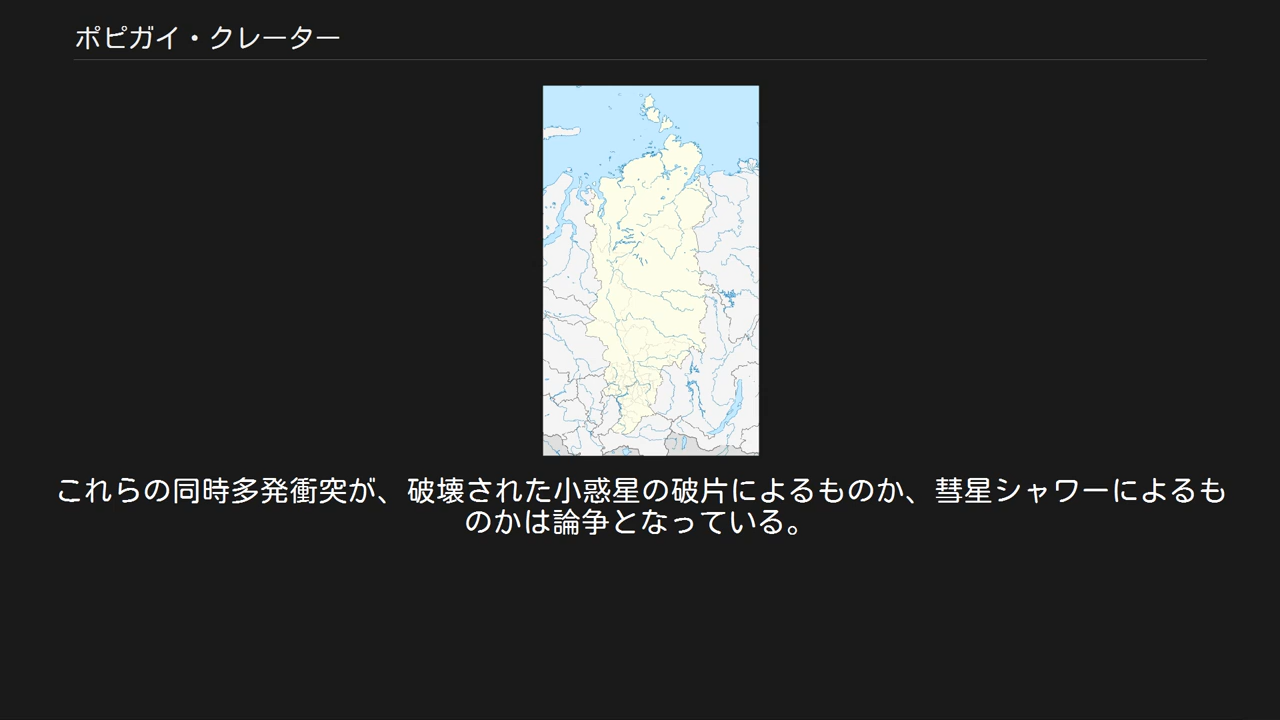 ポピガイ・クレーター
これらの同時多発衝突が、破壊された小惑星の破片によるものか、彗星シャワーによるも
のかは論争となっている。